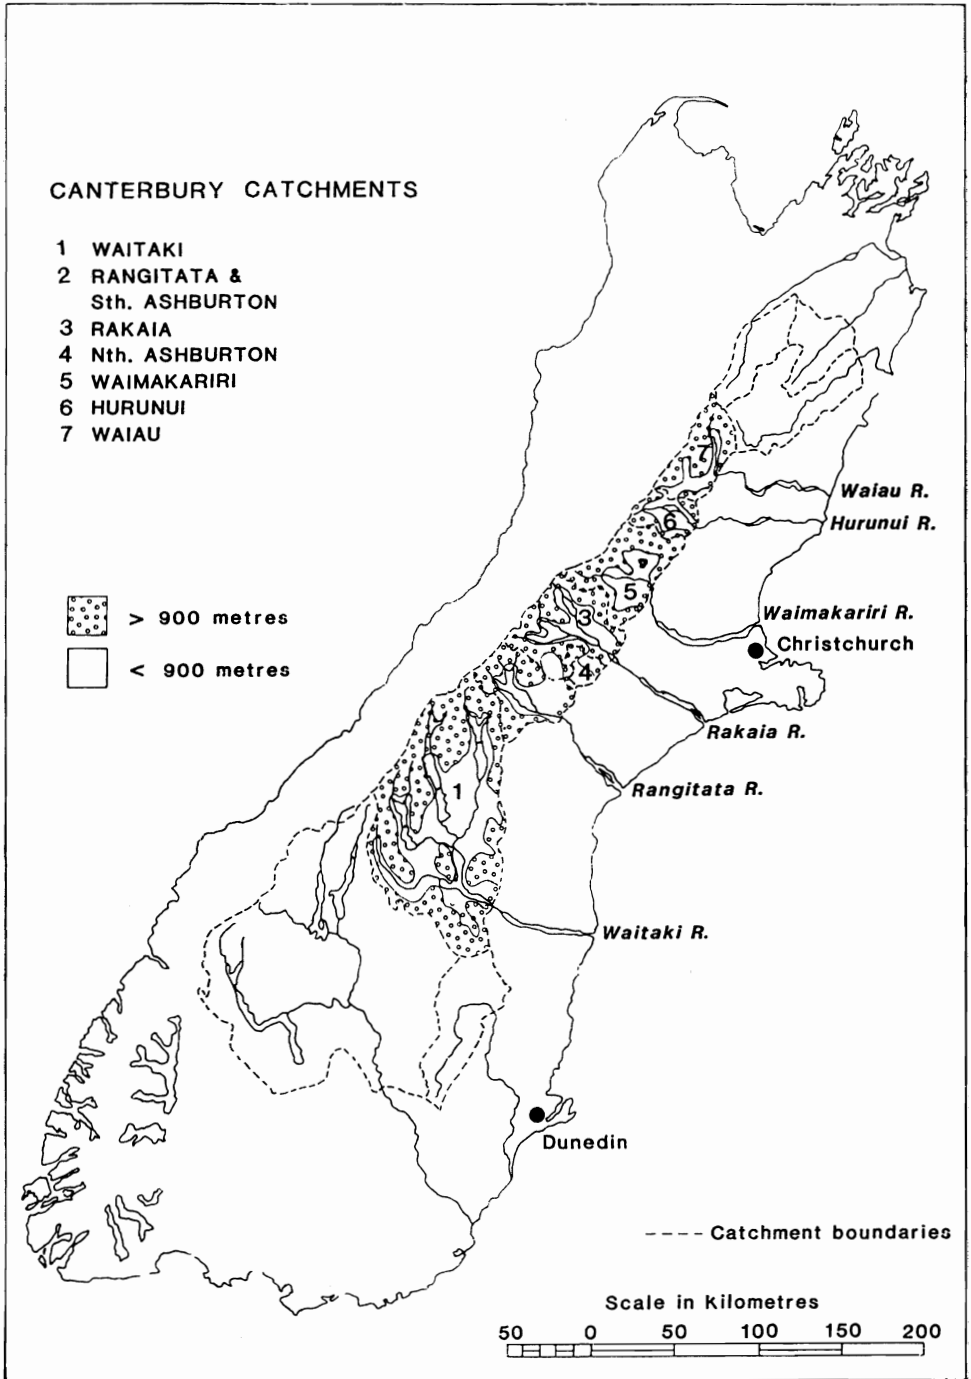 CANTERBURY CATCHMENTS
1 WAITAKI
2 RANGITATA &
Sth. ASHBURTON
3 RAKAIA
4 Nth. ASHBURTON
5 WAIMAKARIRI
6 HURUNUI
7 WAIAU
> 900 metres
< 900 metres
7
Waiau R.
6
Hurunui R.
5
Waimakariri R.
3
Christchurch
4
Rakaia R.
1
Rangitata R.
Waitaki R.
Dunedin
Catchment boundaries
Scale in Kilometres
50 0 50 100 150 200